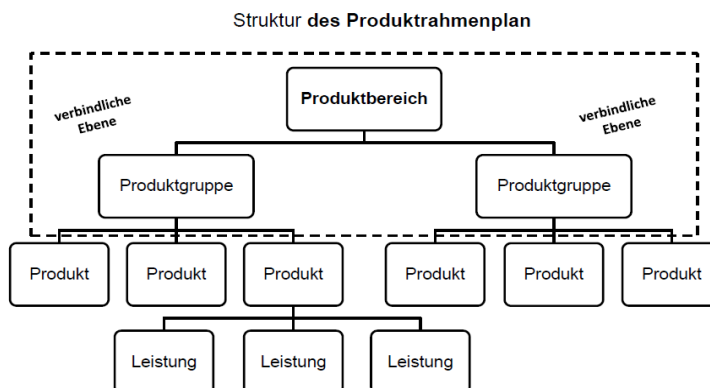 Struktur des Produktrahmenplan
Produktbereich
verbindliche
Ebene
verbindliche
Ebene
Produktgruppe
Produktgruppe
Produkt
Produkt
Produkt
Produkt
Produkt
Produkt
Leistung
Leistung
Leistung